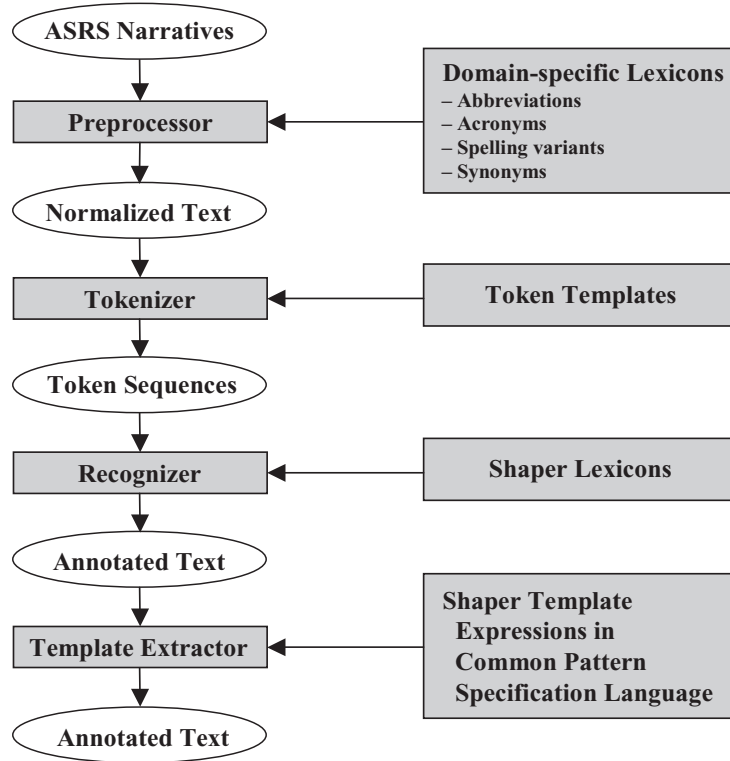 ASRS Narratives
Domain-specific Lexicons
– Abbreviations
– Acronyms
– Spelling variants
– Synonyms
Preprocessor
Normalized Text
Tokenizer
Token Templates
Token Sequences
Recognizer
Shaper Lexicons
Annotated Text
Shaper Template
Expressions in
Common Pattern
Specification Language
Template Extractor
Annotated Text